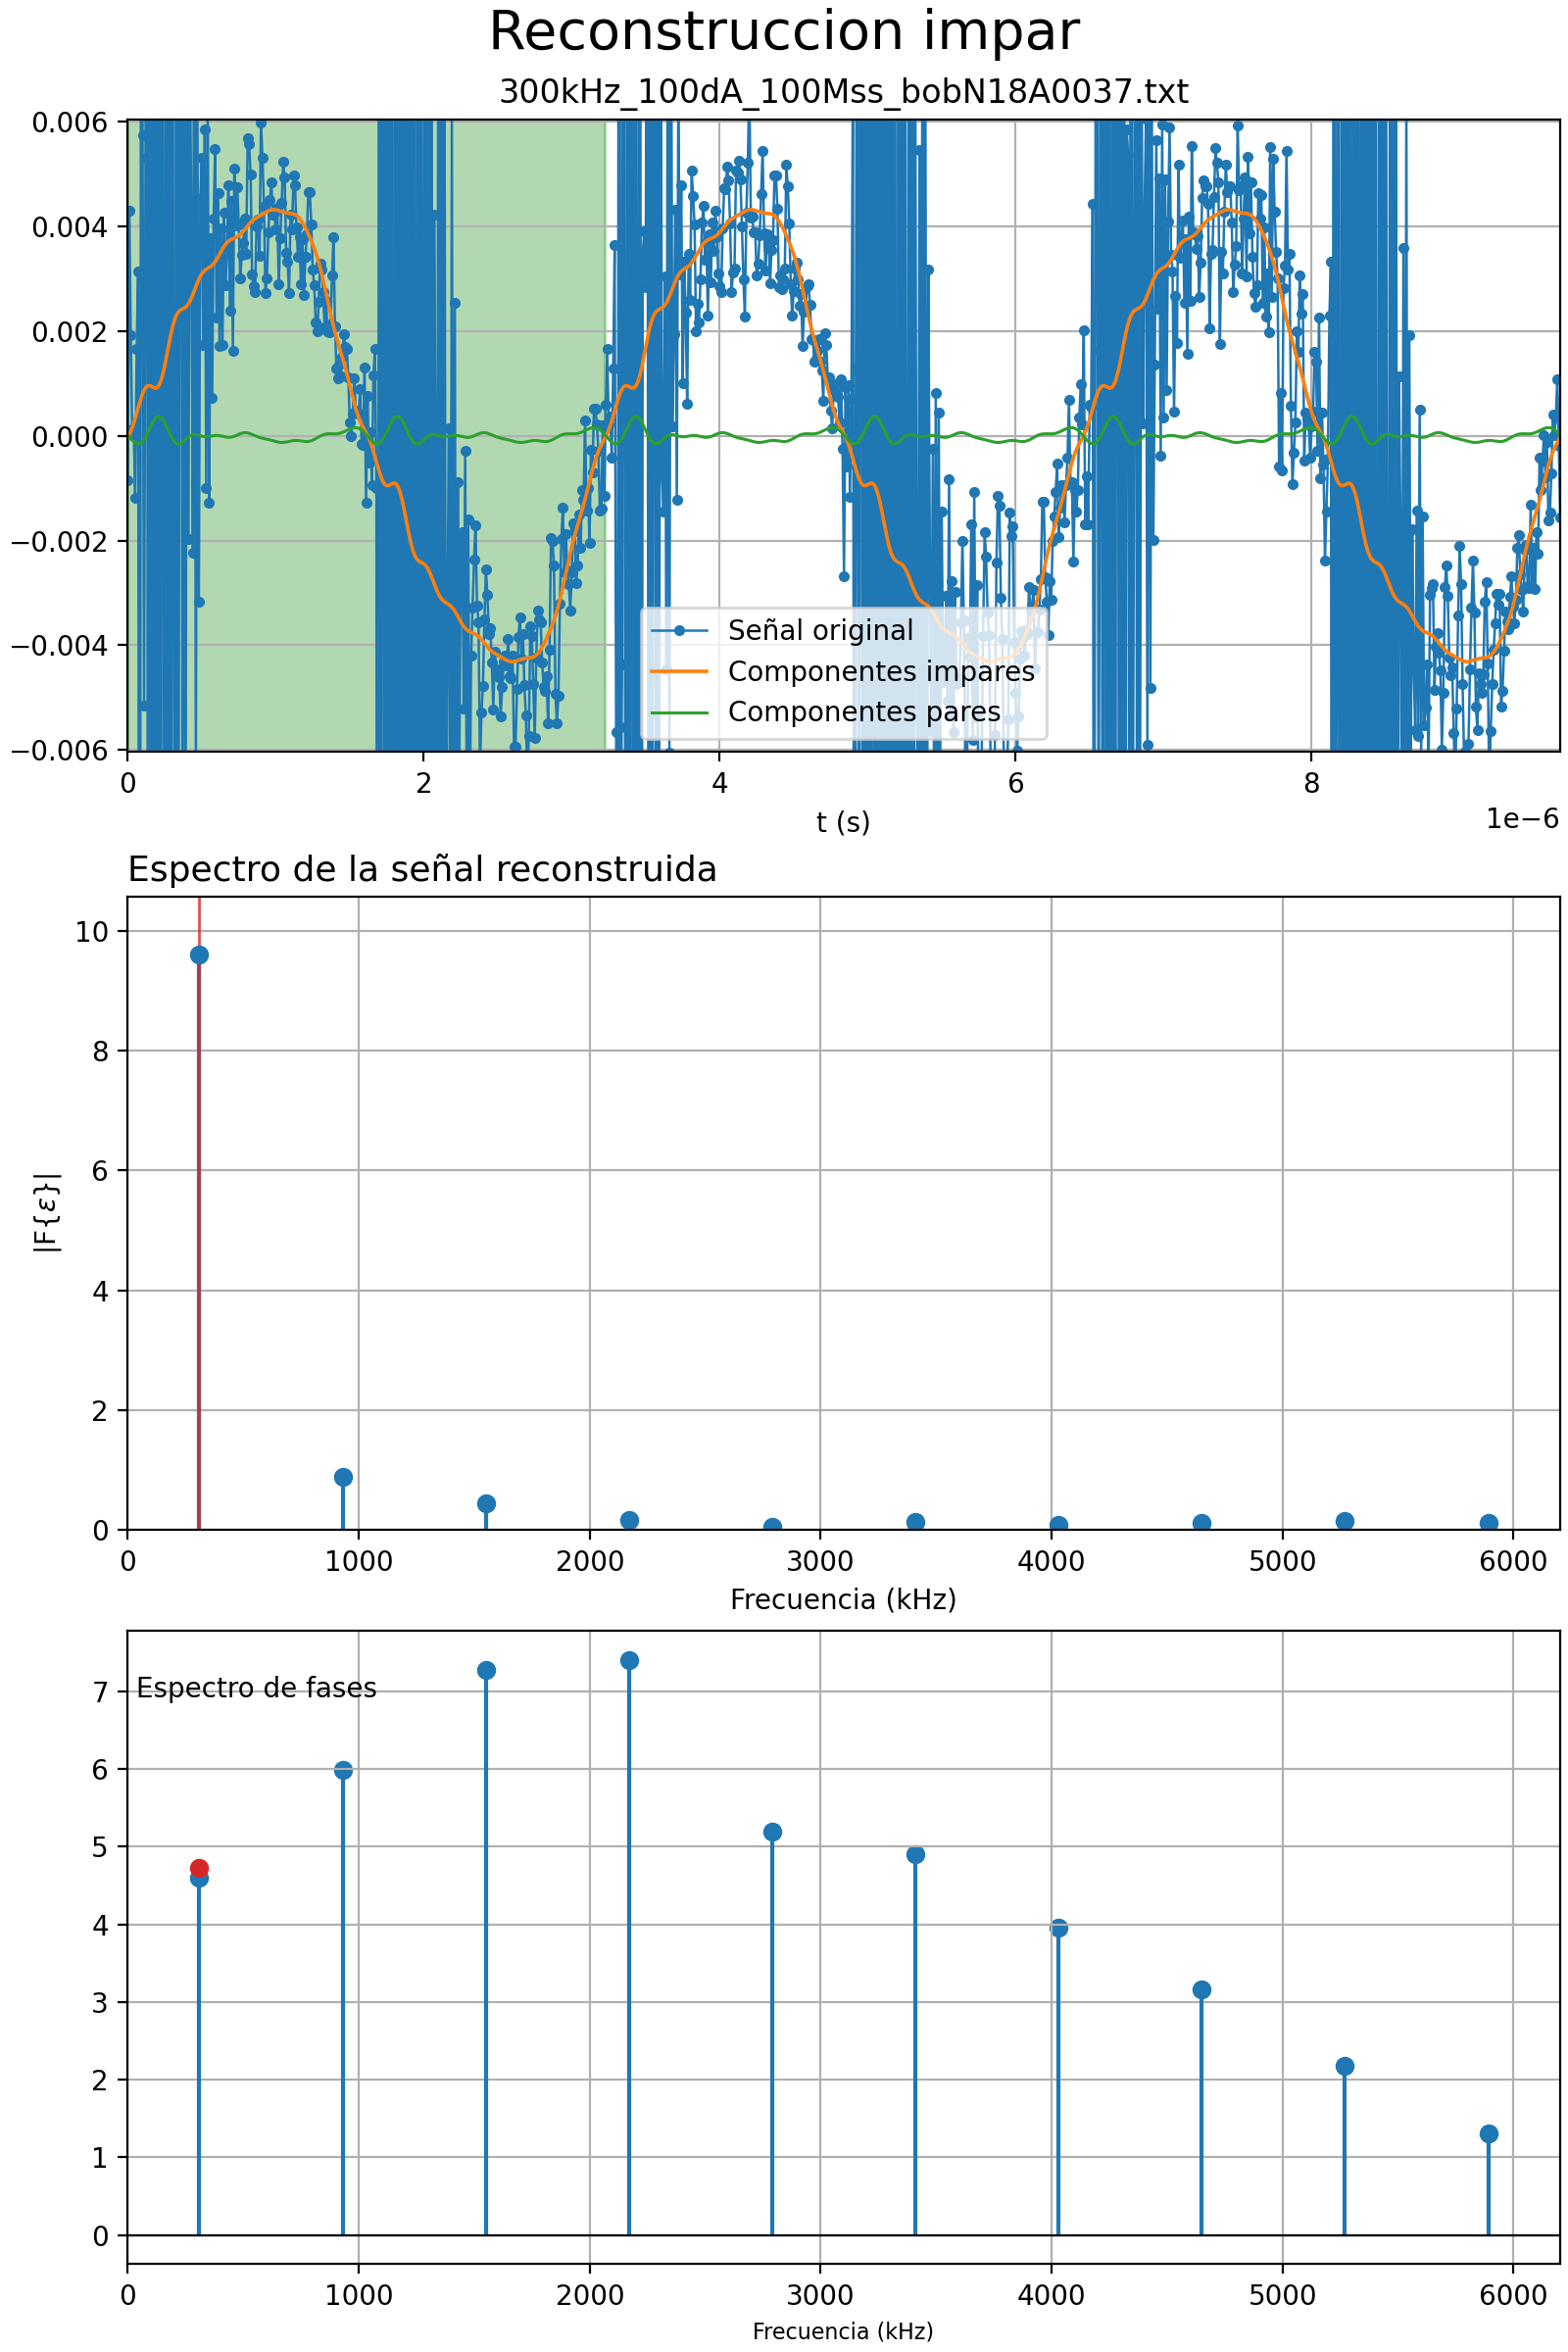 Reconstruccion impar
300kHz_100dA_100Mss_bobN18A0037.txt
0.006
0.004
0.002
0.000
−0.002
−0.004
−0.006
Señal original
Componentes impares
Componentes pares
0 2 4 6 8
t (s)
1e−6
Espectro de la señal reconstruida
10
8
6
4
2
0
|F{ε}|
0 1000 2000 3000 4000 5000 6000
Frecuencia (kHz)
Espectro de fases
7
6
5
4
3
2
1
0
0 1000 2000 3000 4000 5000 6000
Frecuencia (kHz)